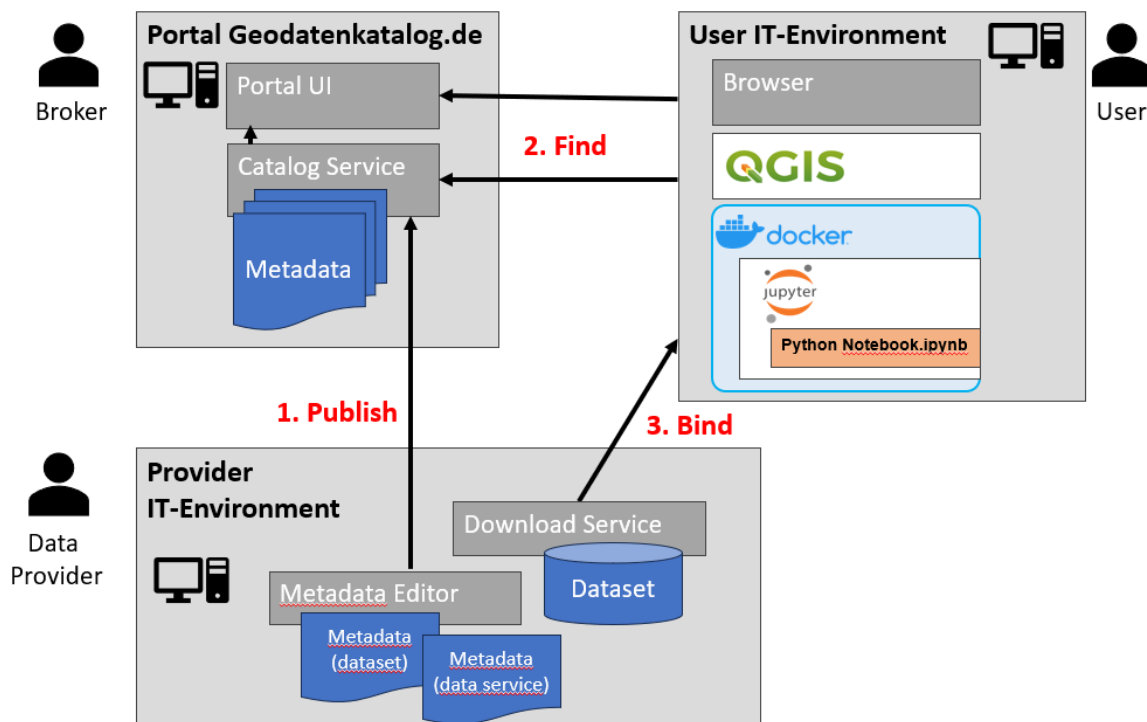 Portal Geodatenkatalog.de
Portal UI
Broker
Catalog Service
Metadata
User IT-Environment
Browser
User
QGIS
docker
jupyter
Python Notebook.ipynb
2. Find
1. Publish
3. Bind
Provider
IT-Environment
Data
Provider
Download Service
Dataset
Metadada Editor
Metadata
(dataset)
Metadata
(data service)